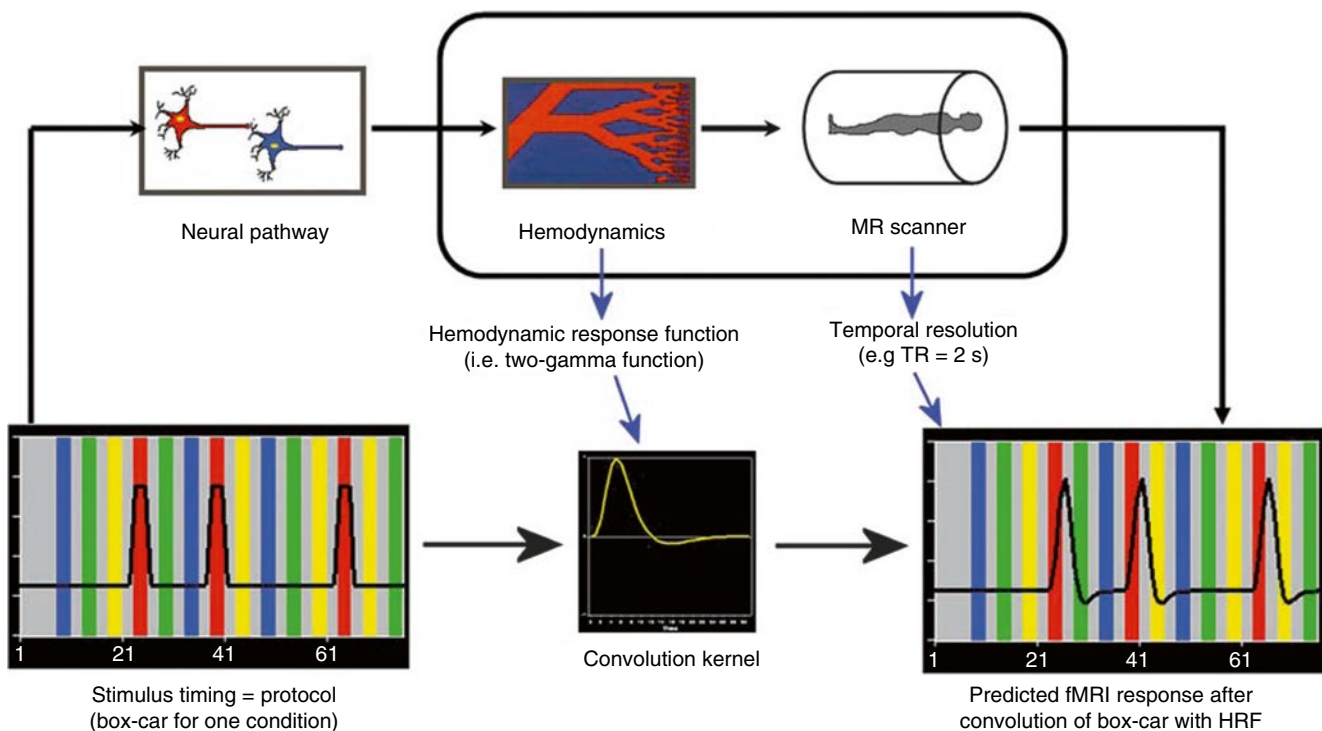 Neural pathway
Hemodynamics
MR scanner
Hemodynamic response function
(i.e. two-gamma function)
Temporal resolution
(e.g TR = 2 s)
1 21 41 61
Stimulus timing = protocol
(box-car for one condition)
Time
Convolution kernel
1 21 41 61
Predicted fMRI response after
convolution of box-car with HRF